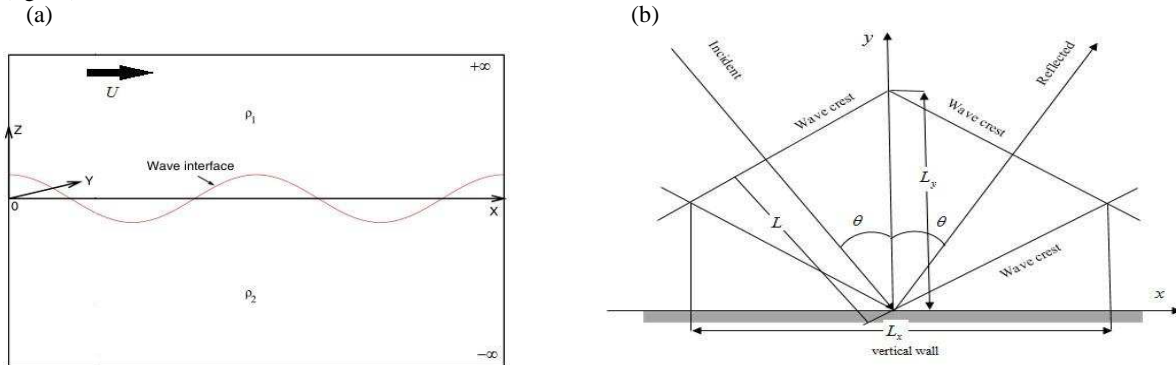 (a)
U
+∞
ρ1
Z
Wave interface
Y
0
X
ρ2
−∞
(b)
y
Incident
Reflected
Wave crest
Wave crest
Ly
L
θ
θ
Wave crest
x
Lx
vertical wall